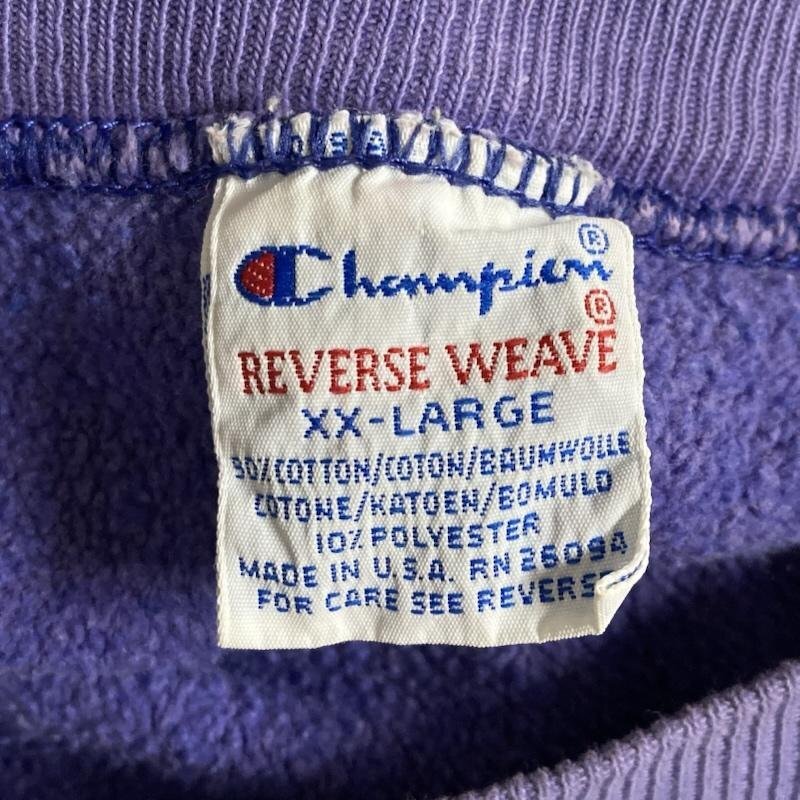 Champion®
REVERSE WEAVE®
XX-LARGE
90% COTTON/COTON/BAUMWOLLE
COTONE/KATOEN/BOMULD
10% POLYESTER
MADE IN U.S.A. RN 26094
FOR CARE SEE REVERSE